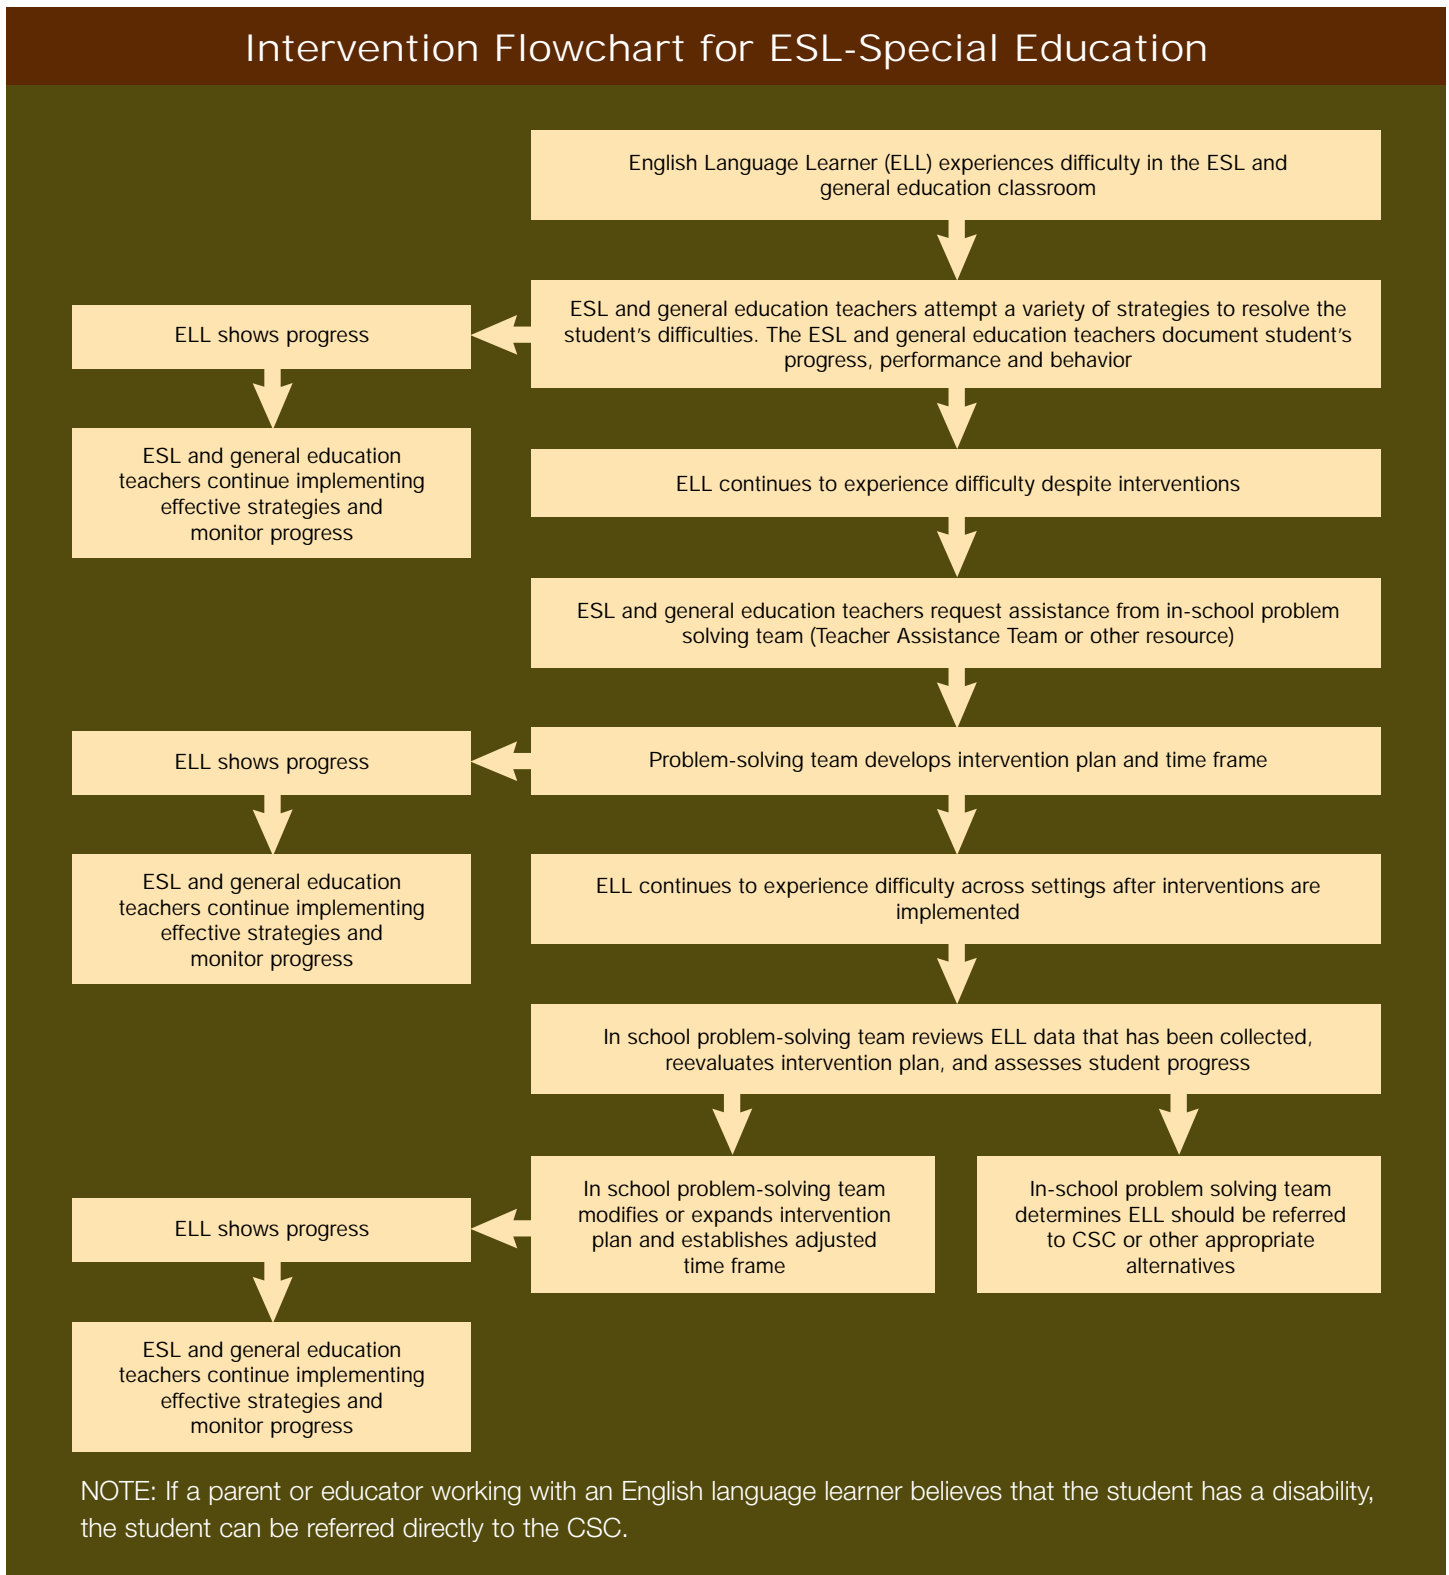 Intervention Flowchart for ESL-Special Education
English Language Learner (ELL) experiences difficulty in the ESL and
general education classroom
ESL and general education teachers attempt a variety of strategies to resolve the
student's difficulties. The ESL and general education teachers document student's
progress, performance and behavior
ELL shows progress
ESL and general education
teachers continue implementing
effective strategies and
monitor progress
ELL continues to experience difficulty despite interventions
ESL and general education teachers request assistance from in-school problem
solving team (Teacher Assistance Team or other resource)
Problem-solving team develops intervention plan and time frame
ELL shows progress
ESL and general education
teachers continue implementing
effective strategies and
monitor progress
ELL continues to experience difficulty across settings after interventions are
implemented
In school problem-solving team reviews ELL data that has been collected,
reevaluates intervention plan, and assesses student progress
In school problem-solving team
modifies or expands intervention
plan and establishes adjusted
time frame
In-school problem solving team
determines ELL should be referred
to CSC or other appropriate
alternatives
ELL shows progress
ESL and general education
teachers continue implementing
effective strategies and
monitor progress
NOTE: If a parent or educator working with an English language learner believes that the student has a disability,
the student can be referred directly to the CSC.